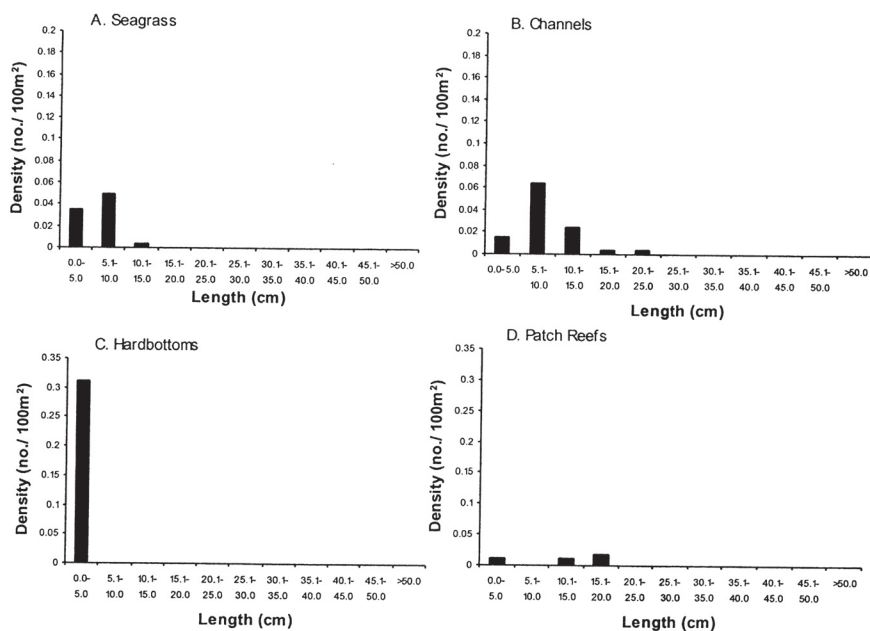 A. Seagrass
Density (no./ 100m²)
0.2
0.18
0.16
0.14
0.12
0.1
0.08
0.06
0.04
0.02
0
0.0- 5.1- 10.1- 15.1- 20.1- 25.1- 30.1- 35.1- 40.1- 45.1- >50.0
5.0 10.0 15.0 20.0 25.0 30.0 35.0 40.0 45.0 50.0
Length (cm)
B. Channels
Density (no./ 100m²)
0.2
0.18
0.16
0.14
0.12
0.1
0.08
0.06
0.04
0.02
0
0.0-5.0 5.1- 10.1- 15.1- 20.1- 25.1- 30.1- 35.1- 40.1- 45.1- >60.0
10.0 15.0 20.0 25.0 30.0 35.0 40.0 45.0 50.0
Length (cm)
C. Hardbottoms
Density (no./ 100m²)
0.35
0.3
0.25
0.2
0.15
0.1
0.05
0
0.0- 5.1- 10.1- 15.1- 20.1- 25.1- 30.1- 35.1- 40.1- 45.1- >50.0
5.0 10.0 15.0 20.0 25.0 30.0 35.0 40.0 45.0 50.0
Length (cm)
D. Patch Reefs
Density (no./ 100m²)
0.35
0.3
0.25
0.2
0.15
0.1
0.05
0
0.0- 5.1- 10.1- 15.1- 20.1- 25.1- 30.1- 35.1- 40.1- 45.1- >50.0
5.0 10.0 15.0 20.0 25.0 30.0 35.0 40.0 45.0 50.0
Length (cm)